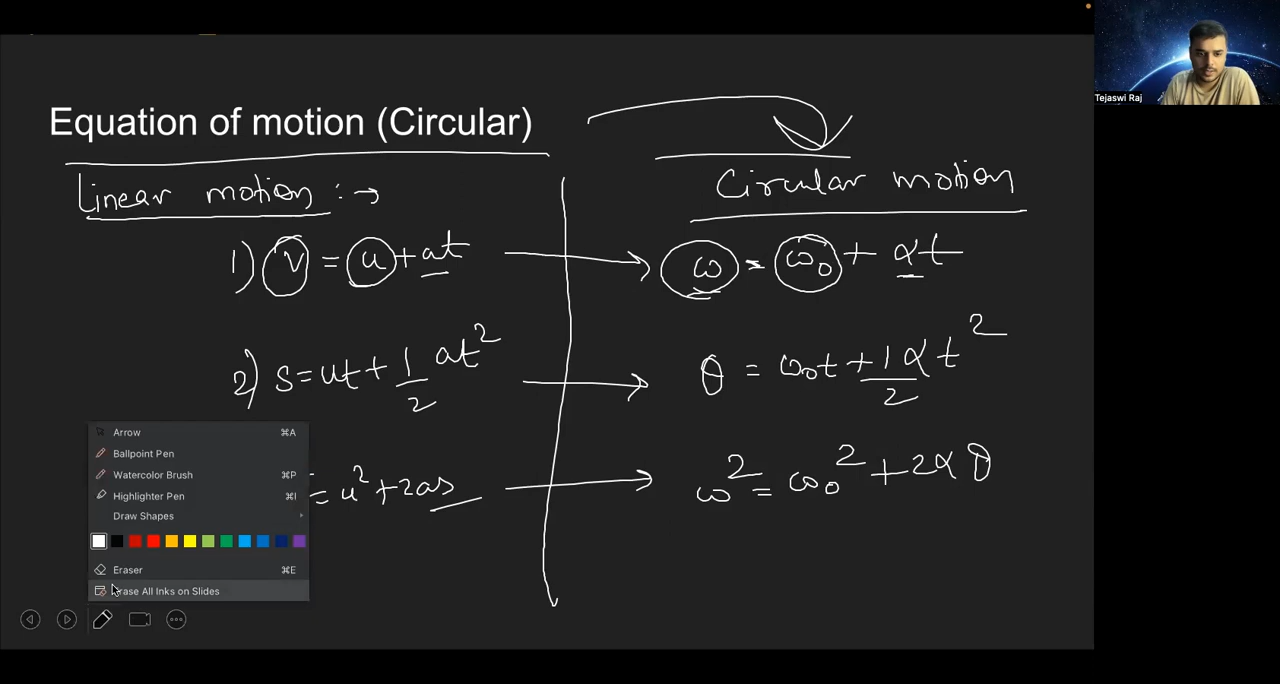 Tejaswi Raj
Equation of motion (Circular)
Linear motion :→
Circular motion
1) v = u + at → ω = ω₀ + αt
2) s = ut + 1/2 at² → θ = ω₀t + 1/2 αt²
= u² + 2as → ω² = ω₀² + 2αθ
Arrow ⌘A
Ballpoint Pen
Watercolor Brush ⌘P
Highlighter Pen ⌘I
Draw Shapes
Eraser ⌘E
Erase All Inks on Slides